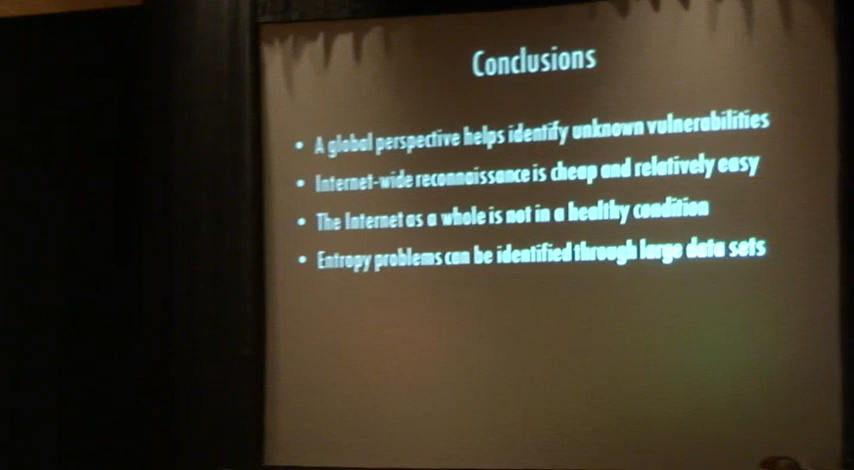 Conclusions
• A global perspective helps identify unknown vulnerabilities
• Internet-wide reconnaissance is cheap and relatively easy
• The Internet as a whole is not in a healthy condition
• Entropy problems can be identified through large data sets